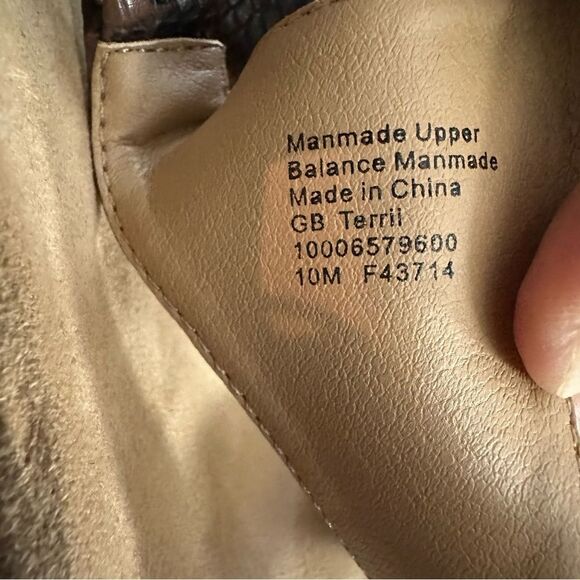 Manmade Upper
Balance Manmade
Made in China
GB Terrii
10006579600
10M F43714